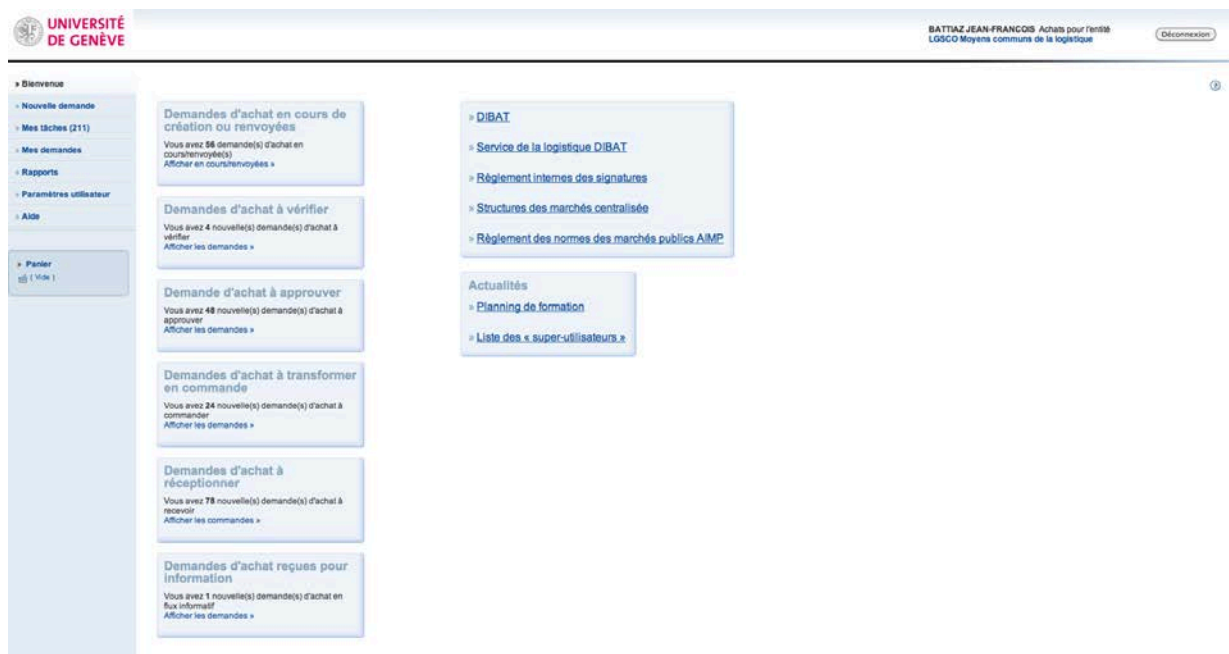 UNIVERSITÉ
DE GENÈVE
BATTIAZ JEAN-FRANCOIS Achats pour l'entité
LGSCO Moyens communs de la logistique
Déconnexion
» Bienvenue
» Nouvelle demande
» Mes tâches (211)
» Mes demandes
» Rapports
» Paramètres utilisateur
» Aide
» Panier
[ Vide ]
Demandes d'achat en cours de
création ou renvoyées
Vous avez 56 demande(s) d'achat en
cours/renvoyée(s)
Afficher en cours/renvoyées »
Demandes d'achat à vérifier
Vous avez 4 nouvelle(s) demande(s) d'achat à
vérifier
Afficher les demandes »
Demande d'achat à approuver
Vous avez 48 nouvelle(s) demande(s) d'achat à
approuver
Afficher les demandes »
Demandes d'achat à transformer
en commande
Vous avez 24 nouvelle(s) demande(s) d'achat à
commander
Afficher les demandes »
Demandes d'achat à
réceptionner
Vous avez 78 nouvelle(s) demande(s) d'achat à
recevoir
Afficher les commandes »
Demandes d'achat reçues pour
information
Vous avez 1 nouvelle(s) demande(s) d'achat en
flux informatif
Afficher les demandes »
» DIBAT
» Service de la logistique DIBAT
» Règlement internes des signatures
» Structures des marchés centralisée
» Règlement des normes des marchés publics AIMP
Actualités
» Planning de formation
» Liste des « super-utilisateurs »